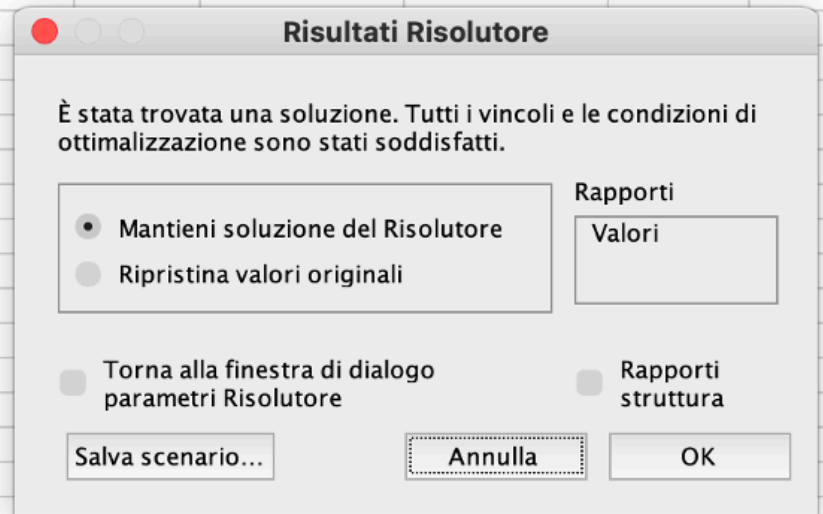 Risultati Risolutore
È stata trovata una soluzione. Tutti i vincoli e le condizioni di
ottimalizzazione sono stati soddisfatti.
Mantieni soluzione del Risolutore
Ripristina valori originali
Rapporti
Valori
Torna alla finestra di dialogo
parametri Risolutore
Rapporti
struttura
Salva scenario...
Annulla
OK